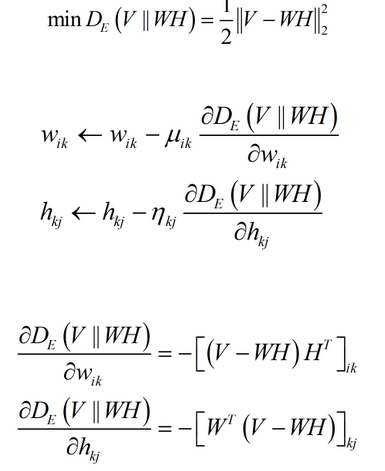 min D_E (V || WH) = 1/2 ||V − WH||_2^2
w_ik ← w_ik − μ_ik ∂D_E (V || WH) / ∂w_ik
h_kj ← h_kj − η_kj ∂D_E (V || WH) / ∂h_kj
∂D_E (V || WH) / ∂w_ik = −[(V − WH) H^T]_ik
∂D_E (V || WH) / ∂h_kj = −[W^T (V − WH)]_kj